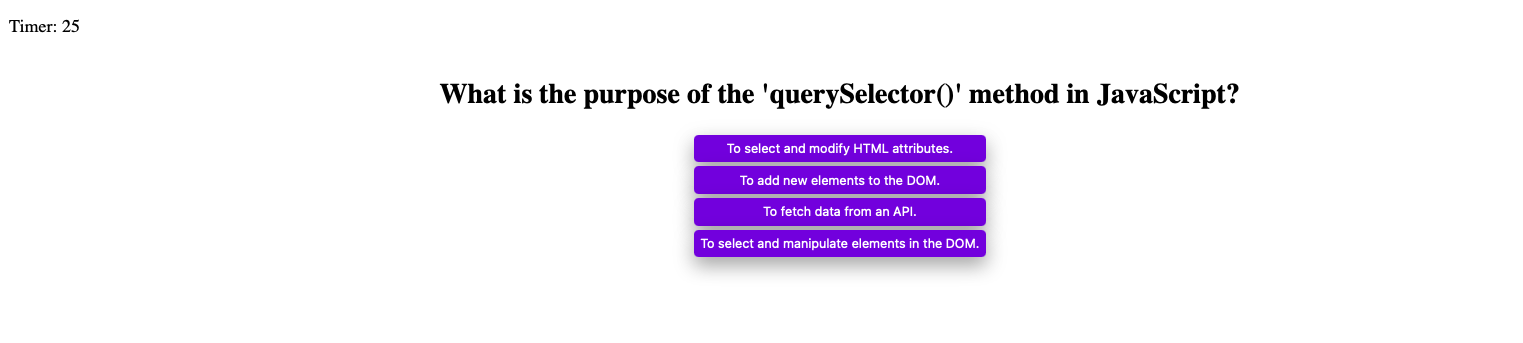 Timer: 25
What is the purpose of the 'querySelector()' method in JavaScript?
To select and modify HTML attributes.
To add new elements to the DOM.
To fetch data from an API.
To select and manipulate elements in the DOM.